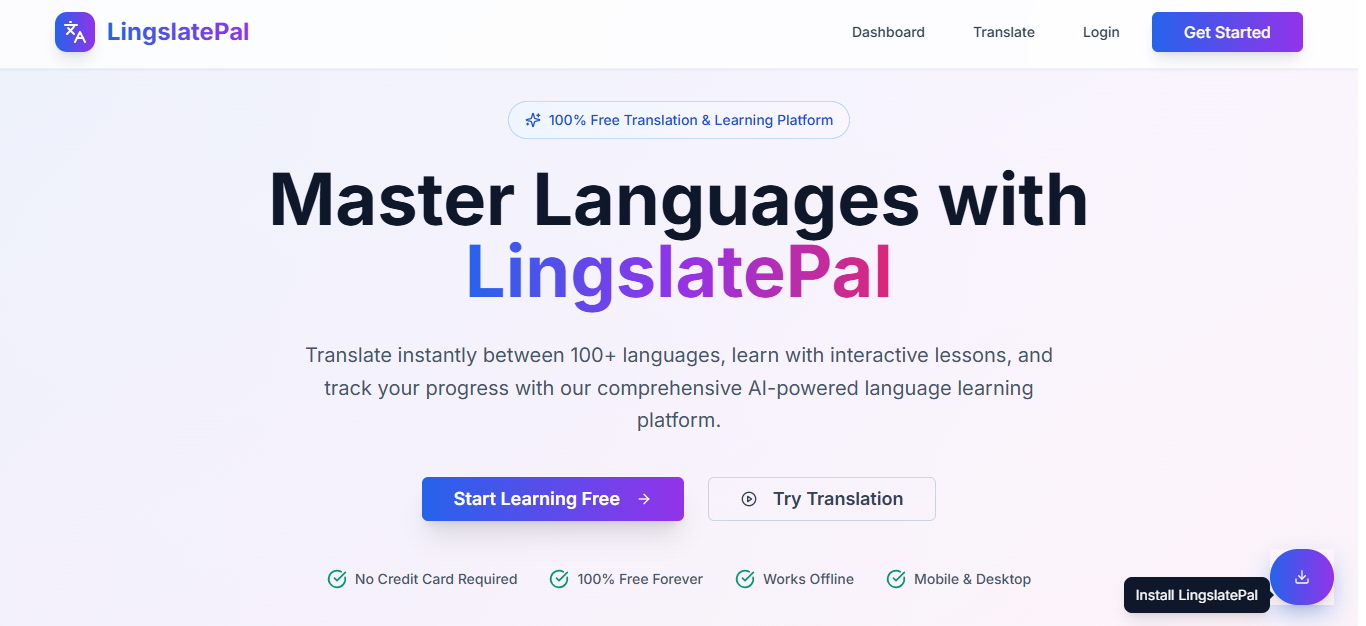 LingslatePal
Dashboard
Translate
Login
Get Started
100% Free Translation & Learning Platform
Master Languages with
LingslatePal
Translate instantly between 100+ languages, learn with interactive lessons, and
track your progress with our comprehensive AI-powered language learning
platform.
Start Learning Free
Try Translation
No Credit Card Required
100% Free Forever
Works Offline
Mobile & Desktop
Install LingslatePal